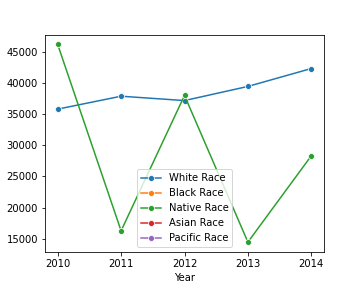 45000
40000
35000
30000
25000
20000
15000
White Race
Black Race
Native Race
Asian Race
Pacific Race
2010 2011 2012 2013 2014
Year